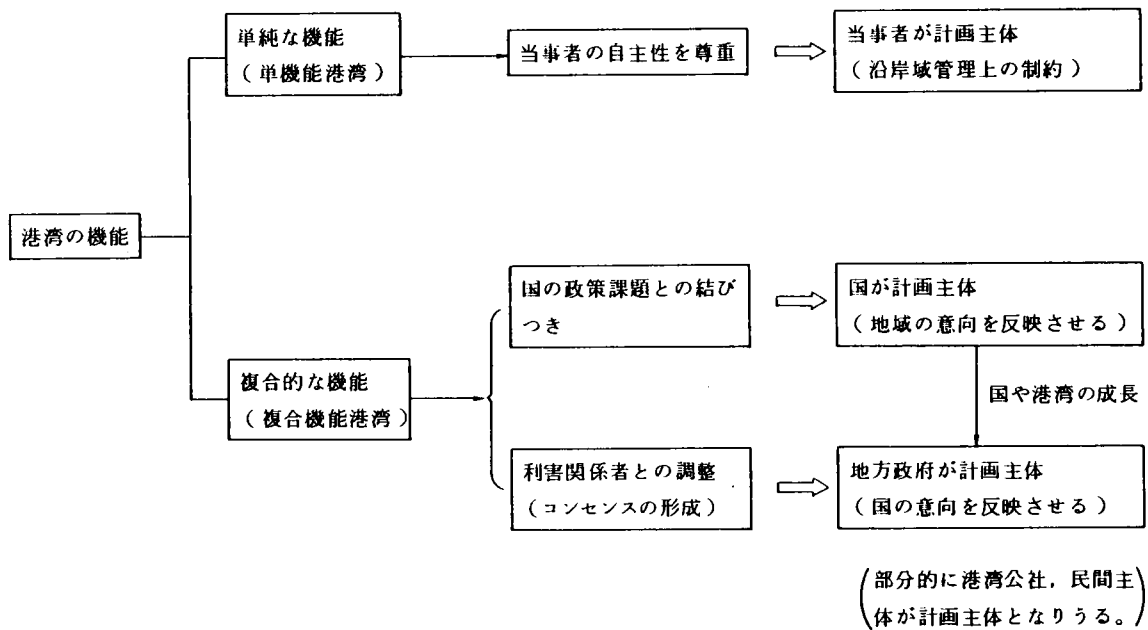 単純な機能
（単機能港湾）
当事者の自主性を尊重
当事者が計画主体
（沿岸域管理上の制約）
港湾の機能
国の政策課題との結び
つき
国が計画主体
（地域の意向を反映させる）
複合的な機能
（複合機能港湾）
国や港湾の成長
利害関係者との調整
（コンセンスの形成）
地方政府が計画主体
（国の意向を反映させる）
（部分的に港湾公社，民間主
体が計画主体となりうる。）